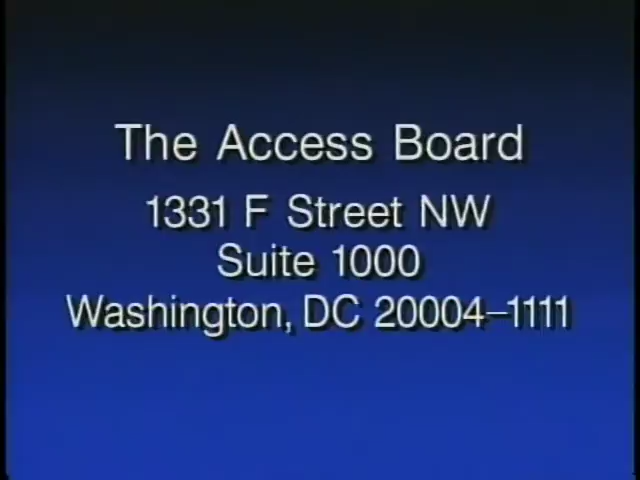 The Access Board
1331 F Street NW
Suite 1000
Washington, DC 20004–1111